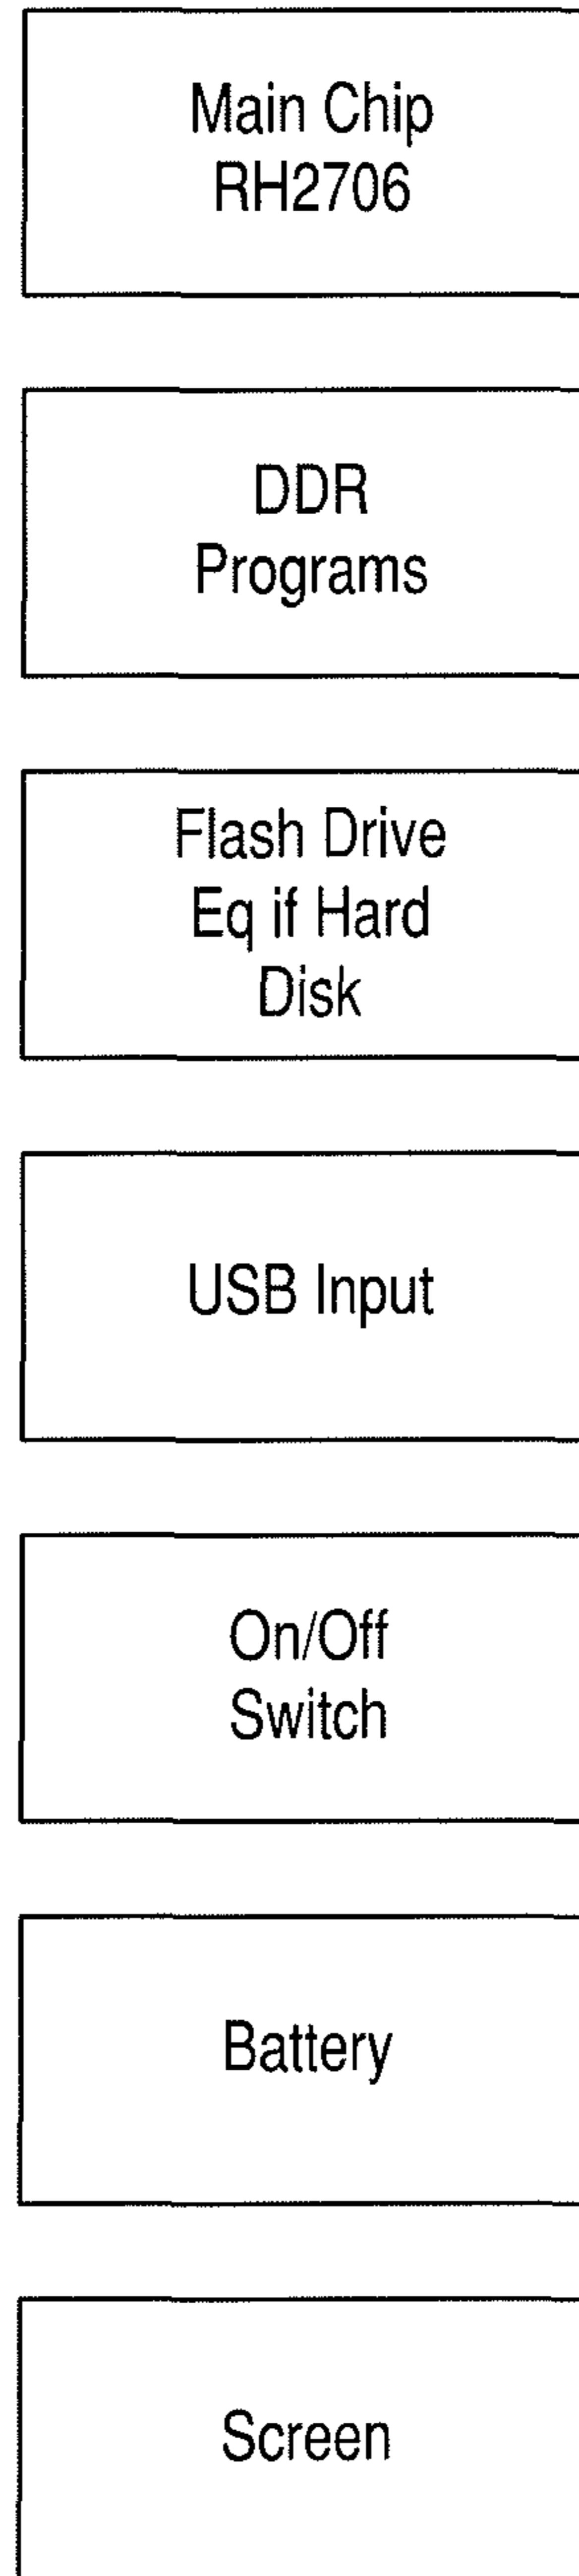 Main Chip
RH2706
DDR
Programs
Flash Drive
Eq if Hard
Disk
USB Input
On/Off
Switch
Battery
Screen